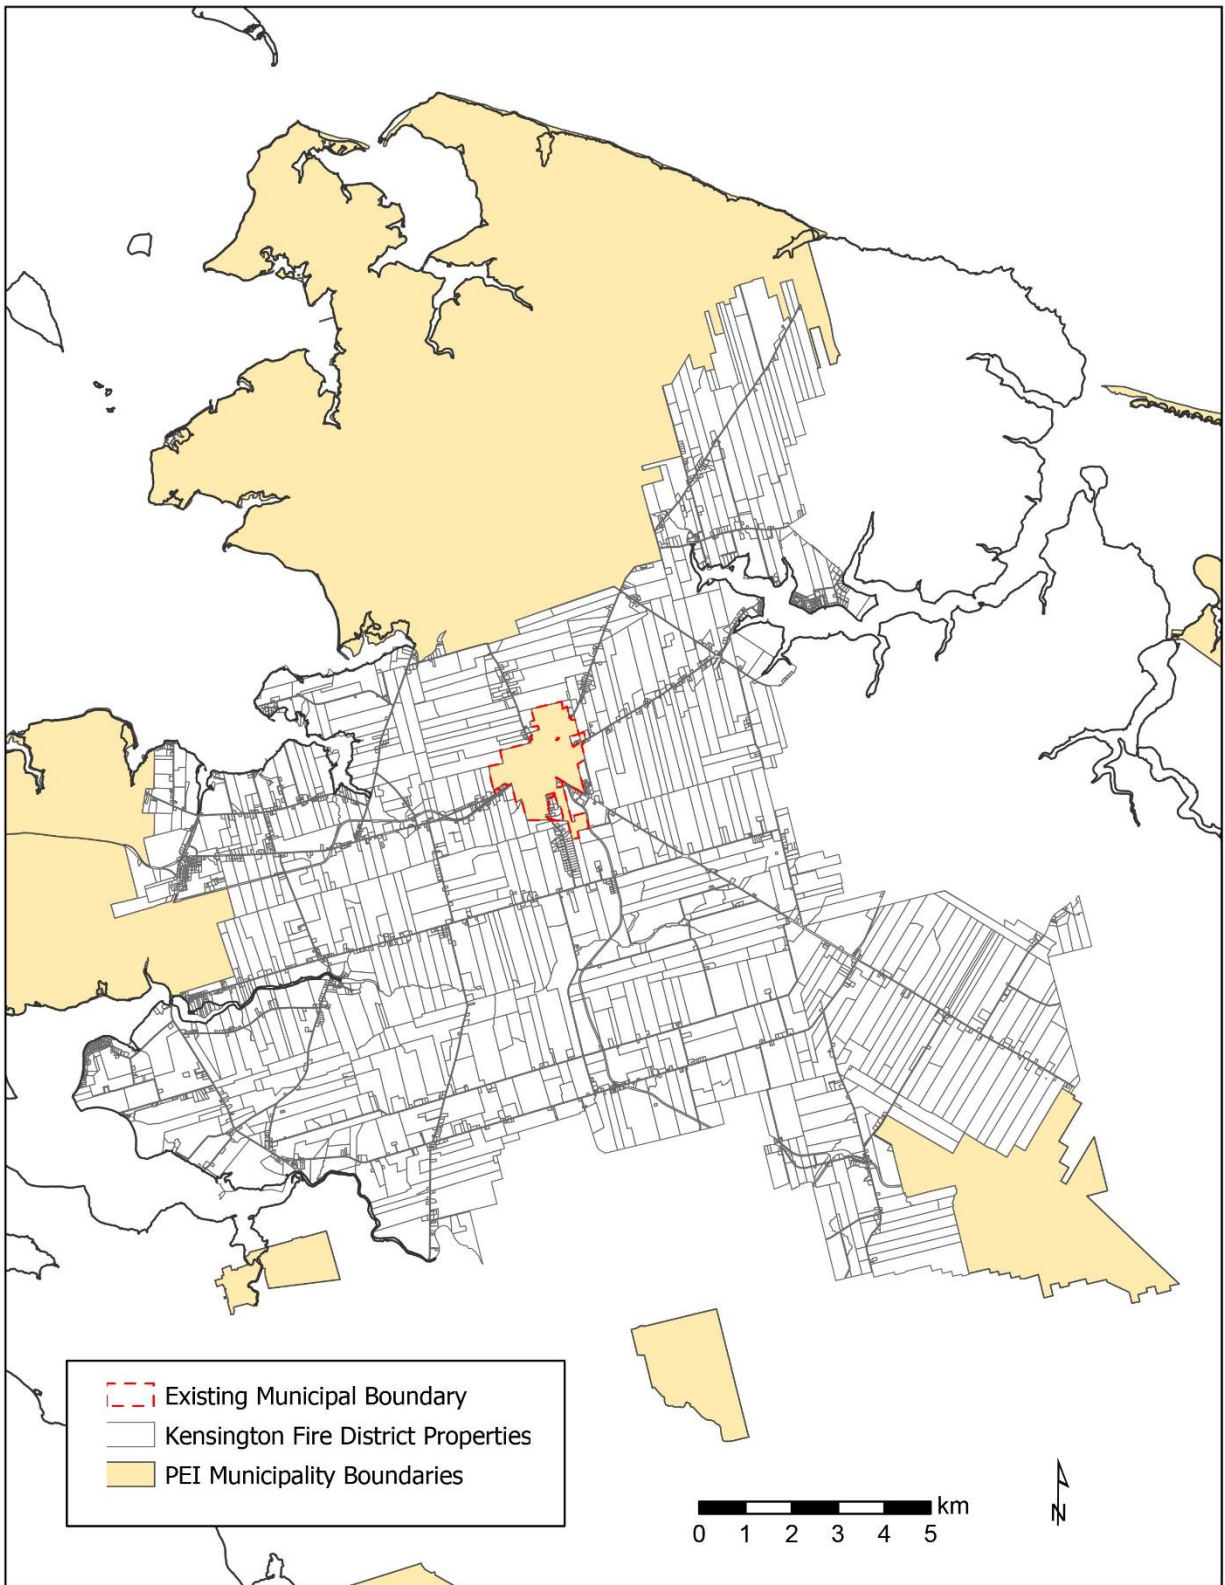 Existing Municipal Boundary
Kensington Fire District Properties
PEI Municipality Boundaries
km
0 1 2 3 4 5
N